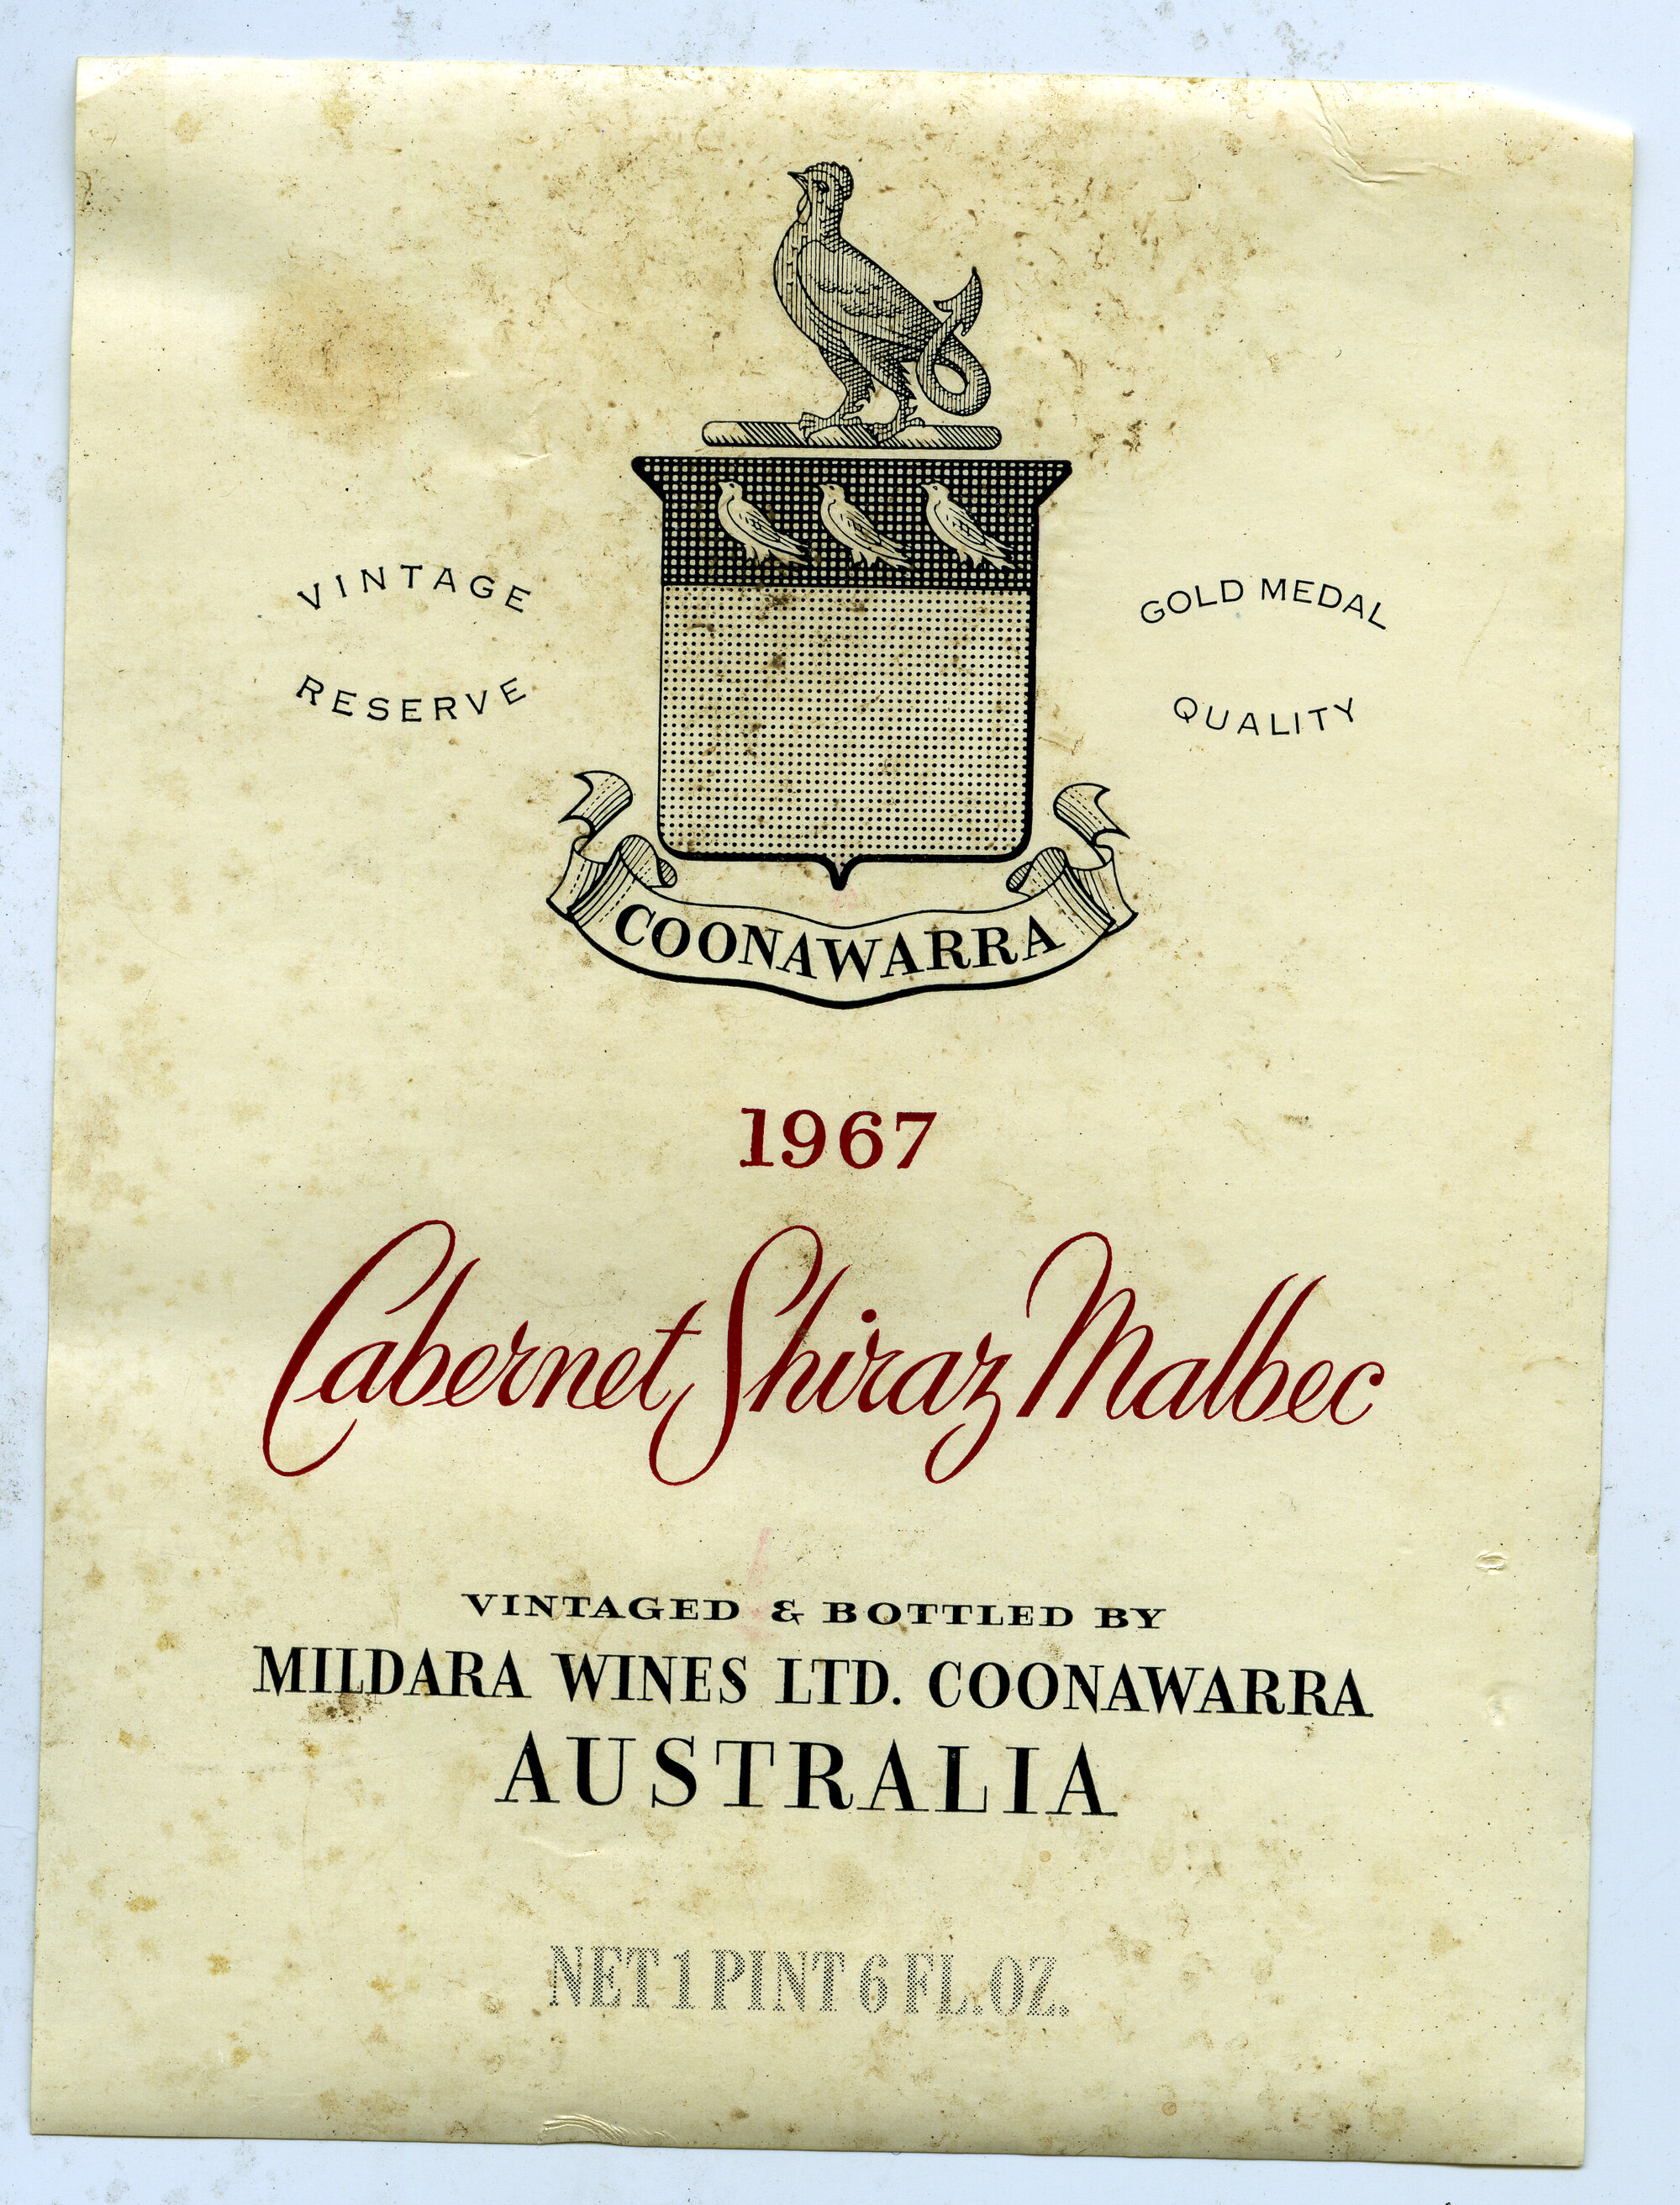 VINTAGE
RESERVE
GOLD MEDAL
QUALITY
COONAWARRA
1967
Cabernet Shiraz Malbec
VINTAGED & BOTTLED BY
MILDARA WINES LTD. COONAWARRA
AUSTRALIA
NET 1 PINT 6 FL. OZ.